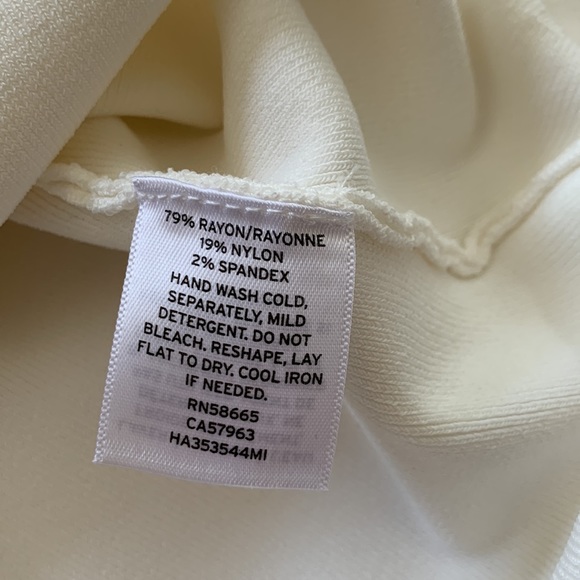 79% RAYON/RAYONNE
19% NYLON
2% SPANDEX
HAND WASH COLD,
SEPARATELY, MILD
DETERGENT. DO NOT
BLEACH. RESHAPE, LAY
FLAT TO DRY. COOL IRON
IF NEEDED.
RN58665
CA57963
HA353544MI